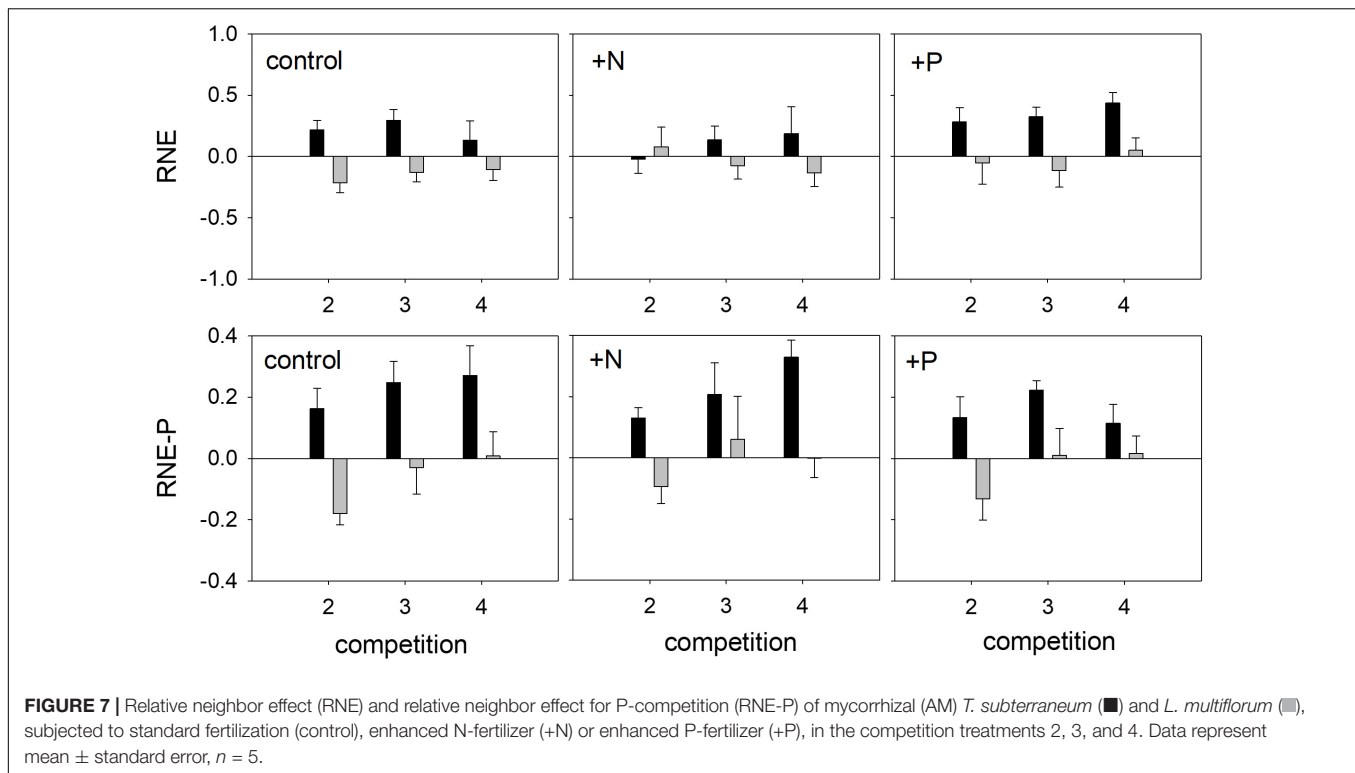 1.0
control
+N
+P
0.5
RNE
0.0
-0.5
-1.0
2 3 4 2 3 4 2 3 4
0.4
control
+N
+P
0.2
RNE-P
0.0
-0.2
-0.4
2 3 4 2 3 4 2 3 4
competition competition competition
FIGURE 7 | Relative neighbor effect (RNE) and relative neighbor effect for P-competition (RNE-P) of mycorrhizal (AM) T. subterraneum (■) and L. multiflorum (■),
subjected to standard fertilization (control), enhanced N-fertilizer (+N) or enhanced P-fertilizer (+P), in the competition treatments 2, 3, and 4. Data represent
mean ± standard error, n = 5.